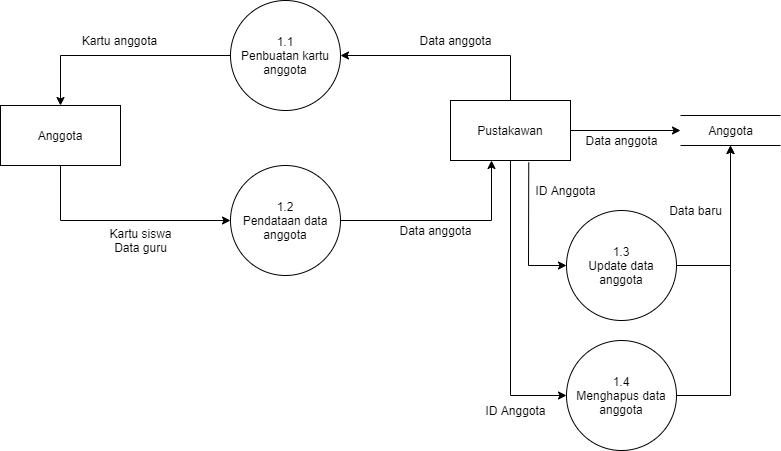 Kartu anggota
1.1
Penbuatan kartu
anggota
Data anggota
Anggota
Pustakawan
Data anggota
Anggota
Kartu siswa
Data guru
1.2
Pendataan data
anggota
Data anggota
ID Anggota
Data baru
1.3
Update data
anggota
ID Anggota
1.4
Menghapus data
anggota